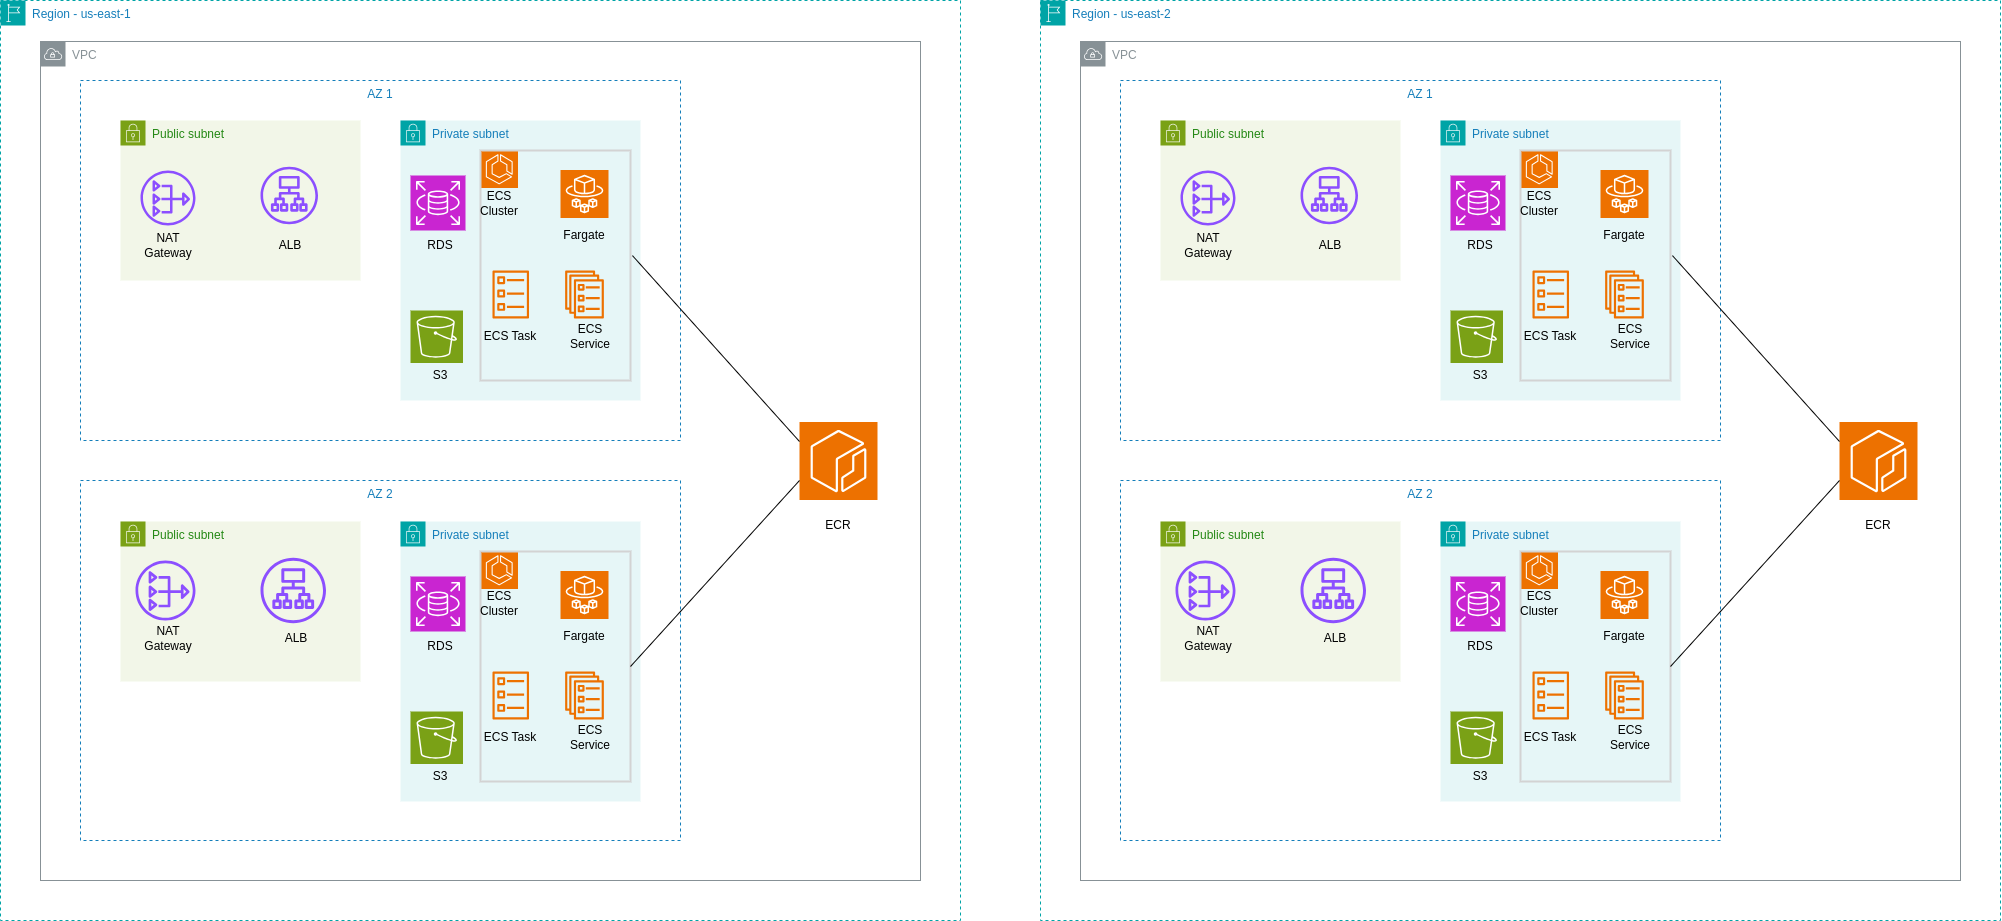 Region - us-east-1
VPC
AZ 1
Public subnet
NAT
Gateway
ALB
Private subnet
RDS
ECS
Cluster
Fargate
ECS Task
ECS
Service
S3
AZ 2
Public subnet
NAT
Gateway
ALB
Private subnet
RDS
ECS
Cluster
Fargate
ECS Task
ECS
Service
S3
ECR
Region - us-east-2
VPC
AZ 1
Public subnet
NAT
Gateway
ALB
Private subnet
RDS
ECS
Cluster
Fargate
ECS Task
ECS
Service
S3
AZ 2
Public subnet
NAT
Gateway
ALB
Private subnet
RDS
ECS
Cluster
Fargate
ECS Task
ECS
Service
S3
ECR